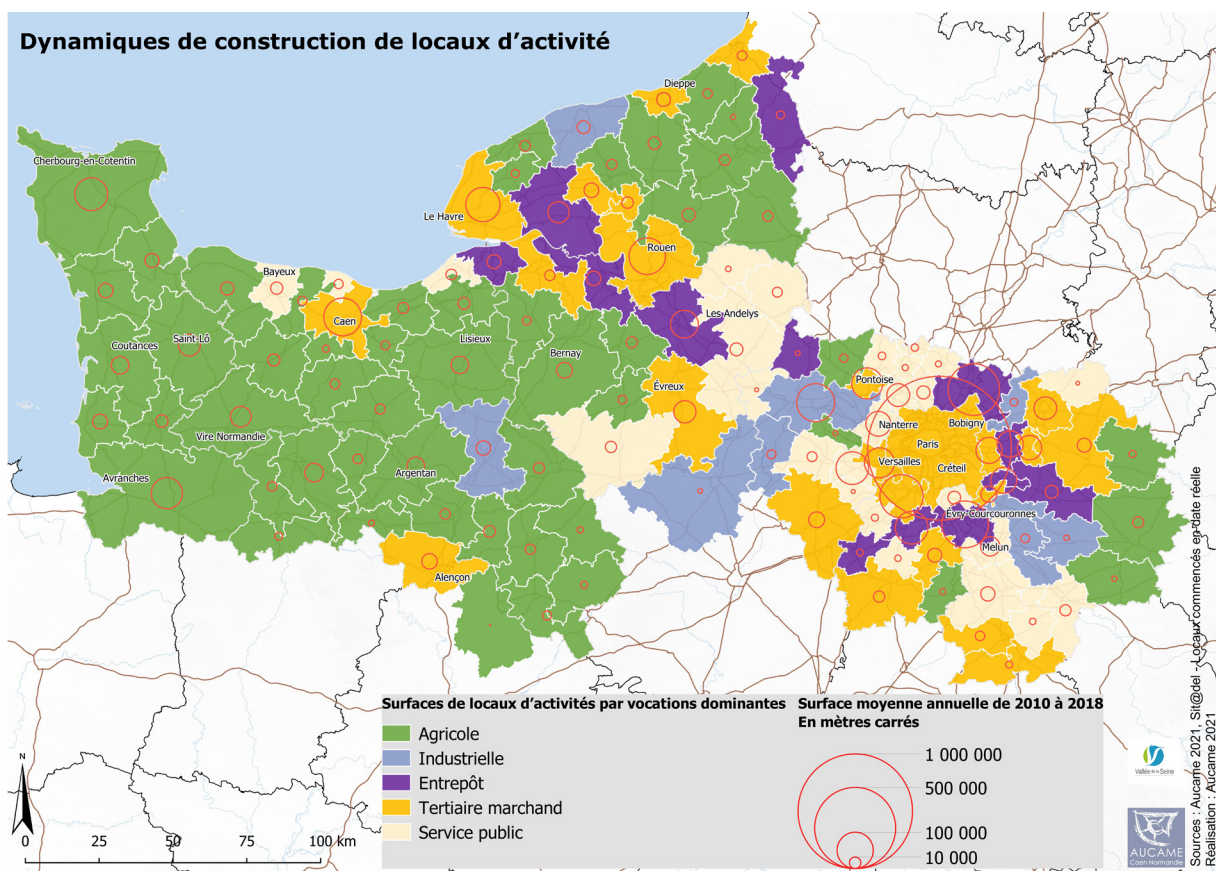 Dynamiques de construction de locaux d’activité
Dieppe
Cherbourg-en-Cotentin
Le Havre
Rouen
Bayeux
Caen
Les Andelys
Saint-Lô
Coutances
Lisieux
Bernay
Pontoise
Évreux
Nanterre
Bobigny
Vire Normandie
Paris
Versailles
Créteil
Argentan
Avranches
Évry-Courcouronnes
Melun
Alençon
Surfaces de locaux d’activités par vocations dominantes
Agricole
Industrielle
Entrepôt
Tertiaire marchand
Service public
Surface moyenne annuelle de 2010 à 2018
En mètres carrés
1 000 000
500 000
100 000
10 000
N
0 25 50 75 100 km
Vallée de la Seine
AUCAME
Caen Normandie
Sources : Aucame 2021, Sit@del - Locaux commencés en date réelle
Réalisation : Aucame 2021